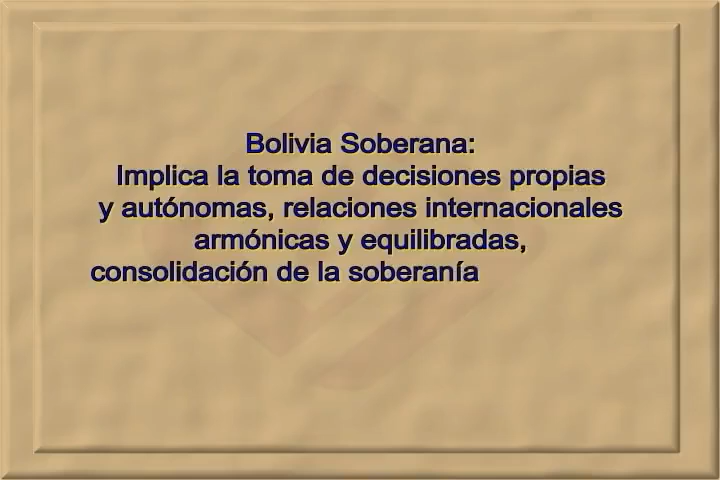 Bolivia Soberana:
Implica la toma de decisiones propias
y autónomas, relaciones internacionales
armónicas y equilibradas,
consolidación de la soberanía